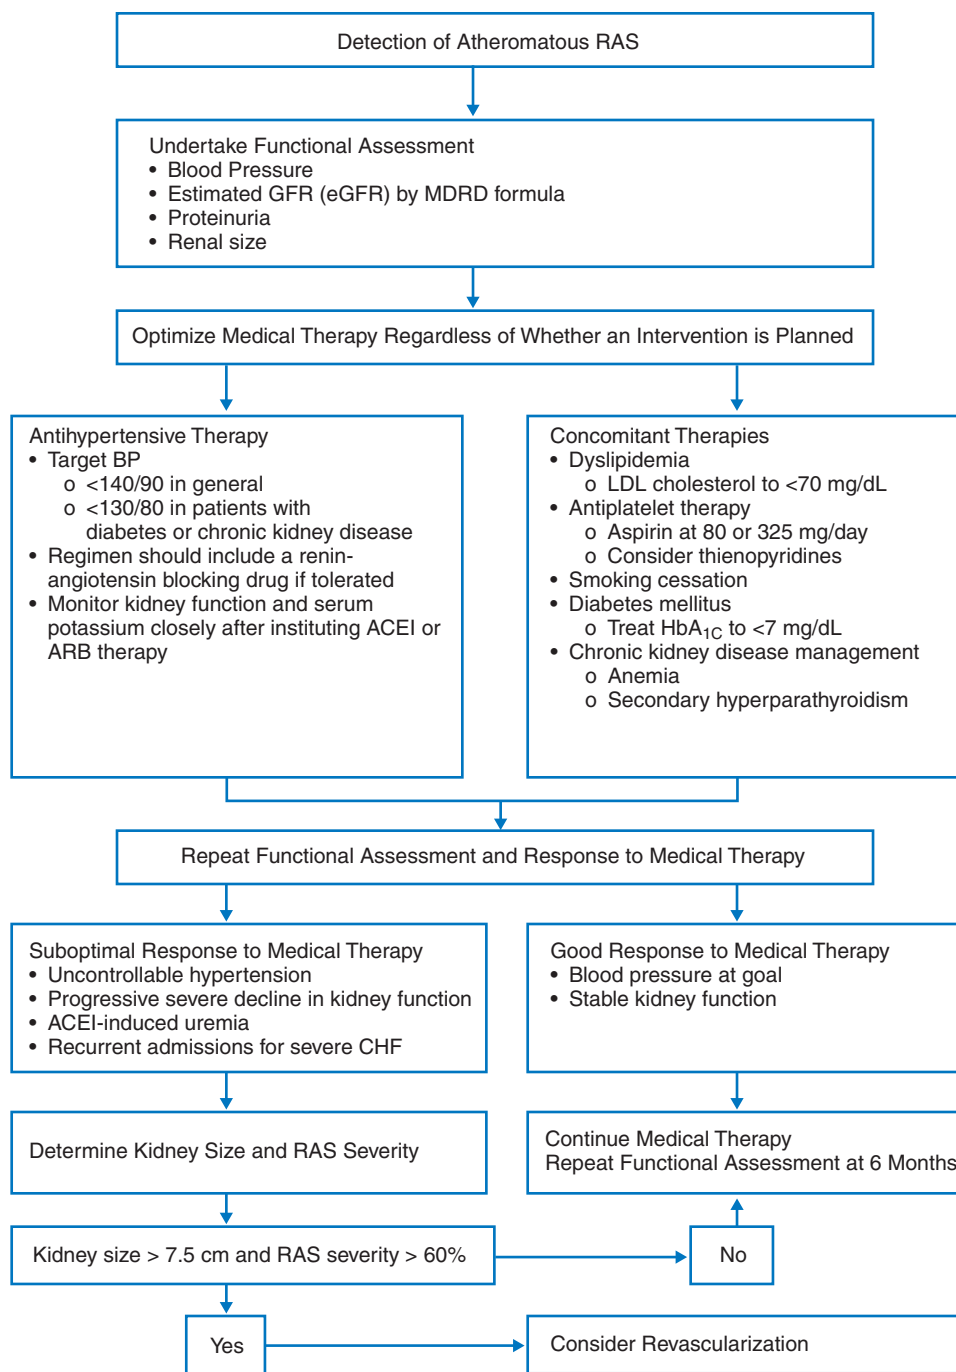 Detection of Atheromatous RAS
Undertake Functional Assessment
• Blood Pressure
• Estimated GFR (eGFR) by MDRD formula
• Proteinuria
• Renal size
Optimize Medical Therapy Regardless of Whether an Intervention is Planned
Antihypertensive Therapy
• Target BP
o <140/90 in general
o <130/80 in patients with
diabetes or chronic kidney disease
• Regimen should include a renin-
angiotensin blocking drug if tolerated
• Monitor kidney function and serum
potassium closely after instituting ACEI or
ARB therapy
Concomitant Therapies
• Dyslipidemia
o LDL cholesterol to <70 mg/dL
• Antiplatelet therapy
o Aspirin at 80 or 325 mg/day
o Consider thienopyridines
• Smoking cessation
• Diabetes mellitus
o Treat HbA1C to <7 mg/dL
• Chronic kidney disease management
o Anemia
o Secondary hyperparathyroidism
Repeat Functional Assessment and Response to Medical Therapy
Suboptimal Response to Medical Therapy
• Uncontrollable hypertension
• Progressive severe decline in kidney function
• ACEI-induced uremia
• Recurrent admissions for severe CHF
Good Response to Medical Therapy
• Blood pressure at goal
• Stable kidney function
Determine Kidney Size and RAS Severity
Continue Medical Therapy
Repeat Functional Assessment at 6 Months
Kidney size > 7.5 cm and RAS severity > 60%
No
Yes
Consider Revascularization